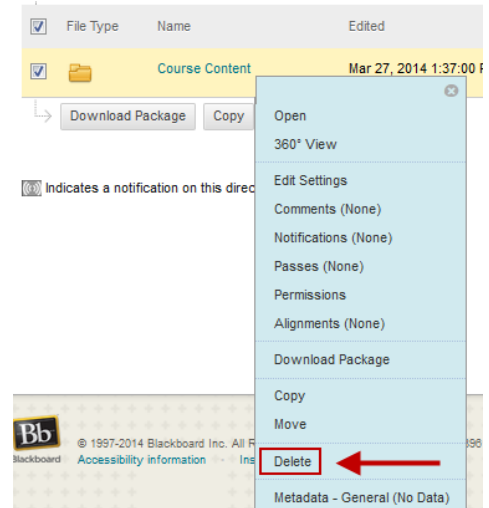 File Type Name Edited
Course Content Mar 27, 2014 1:37:00
Download Package Copy
Open
360° View
Edit Settings
Comments (None)
Notifications (None)
Passes (None)
Permissions
Alignments (None)
Download Package
Copy
Move
Delete
Metadata - General (No Data)
Indicates a notification on this direc
Bb
Blackboard
© 1997-2014 Blackboard Inc. All R
Accessibility information - Ins